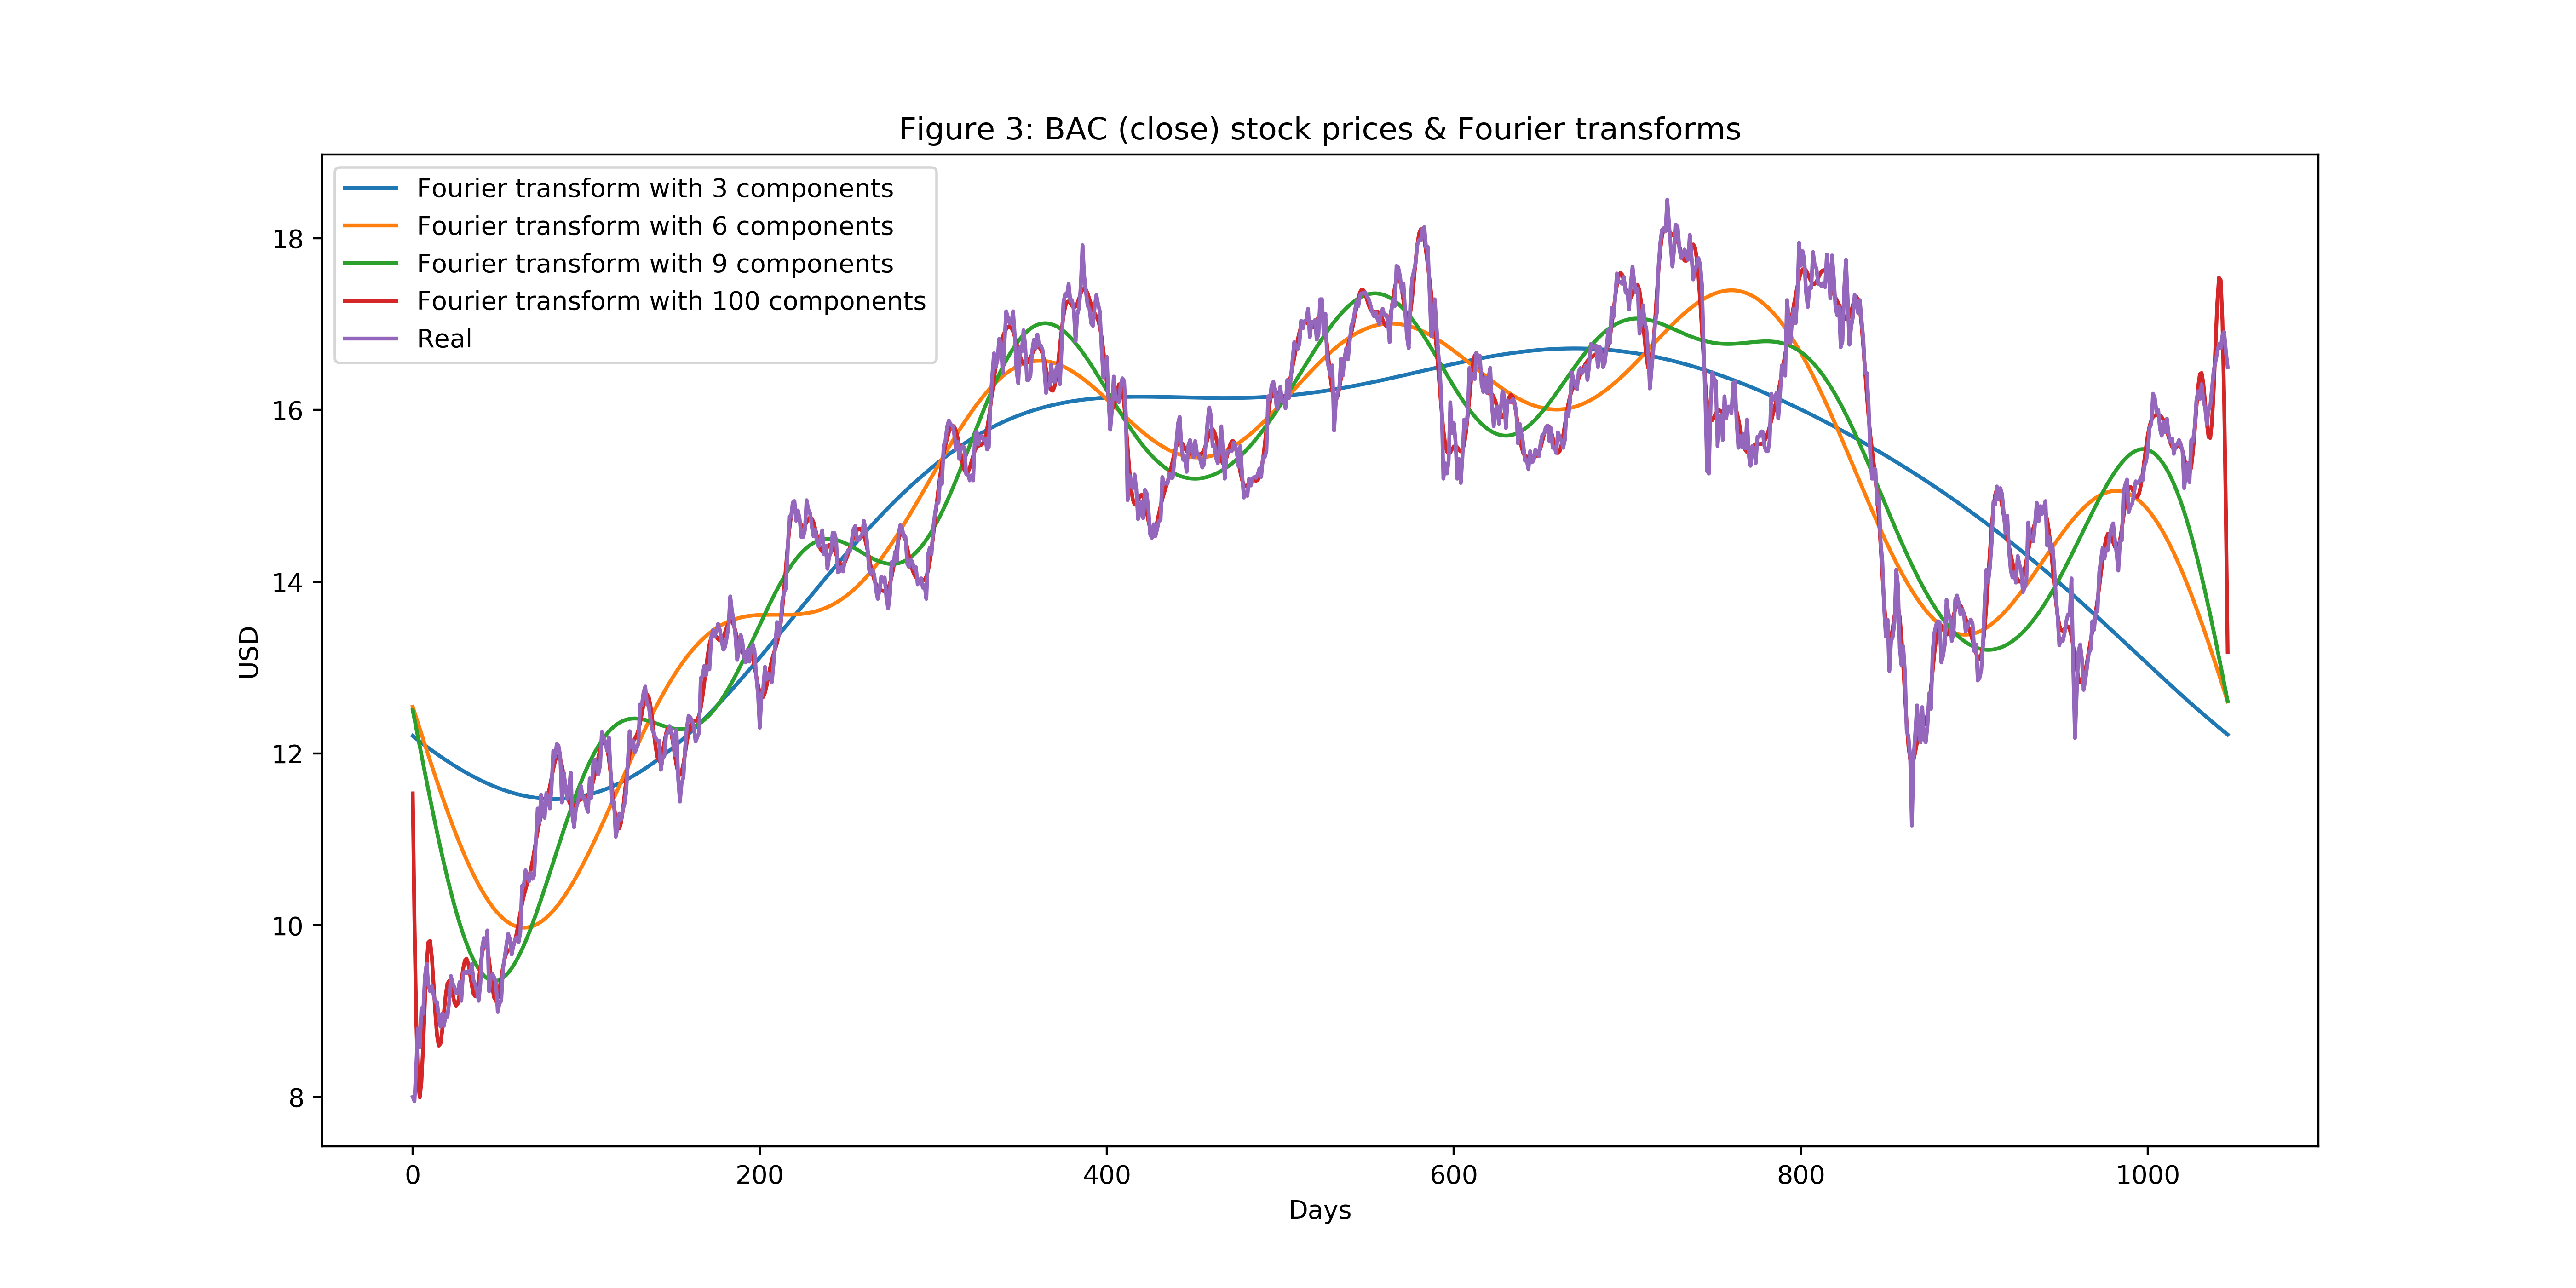 Figure 3: BAC (close) stock prices & Fourier transforms
Fourier transform with 3 components
Fourier transform with 6 components
Fourier transform with 9 components
Fourier transform with 100 components
Real
18
16
14
12
10
8
USD
0 200 400 600 800 1000
Days